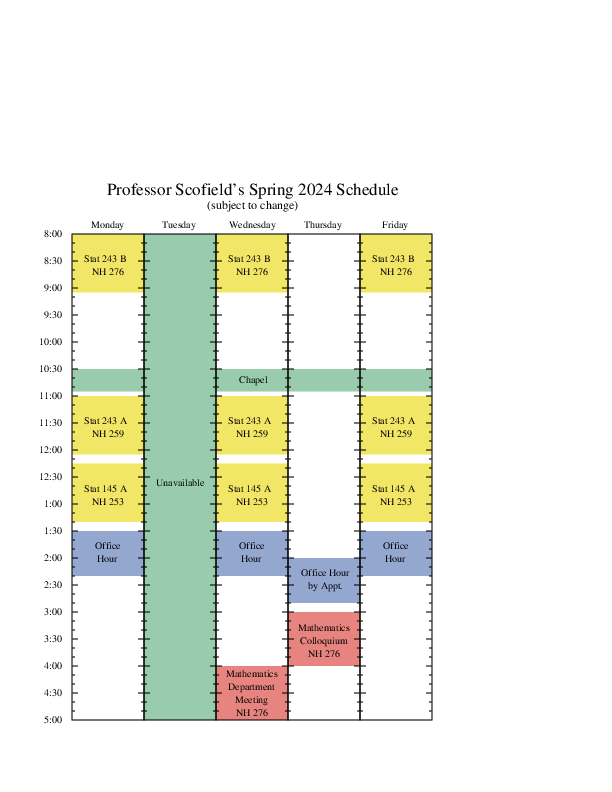 Professor Scofield's Spring 2024 Schedule
(subject to change)
Monday Tuesday Wednesday Thursday Friday
8:00
8:30
9:00
9:30
10:00
10:30
11:00
11:30
12:00
12:30
1:00
1:30
2:00
2:30
3:00
3:30
4:00
4:30
5:00
Stat 243 B
NH 276
Stat 243 A
NH 259
Stat 145 A
NH 253
Office
Hour
Unavailable
Stat 243 B
NH 276
Chapel
Stat 243 A
NH 259
Stat 145 A
NH 253
Office
Hour
Mathematics
Department
Meeting
NH 276
Office Hour
by Appt.
Mathematics
Colloquium
NH 276
Stat 243 B
NH 276
Stat 243 A
NH 259
Stat 145 A
NH 253
Office
Hour